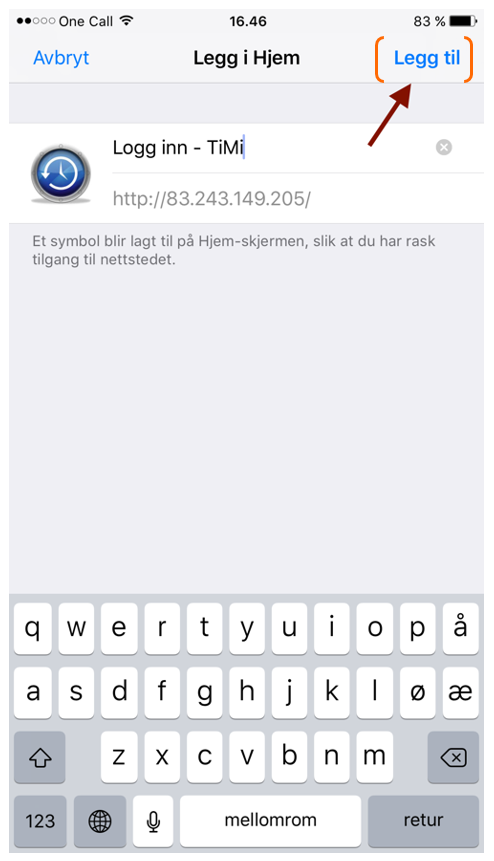 One Call 16.46 83 %
Avbryt Legg i Hjem Legg til
Logg inn - TiMi
http://83.243.149.205/
Et symbol blir lagt til på Hjem-skjermen, slik at du har rask
tilgang til nettstedet.
q w e r t y u i o p å
a s d f g h j k l ø æ
z x c v b n m
123 mellomrom retur